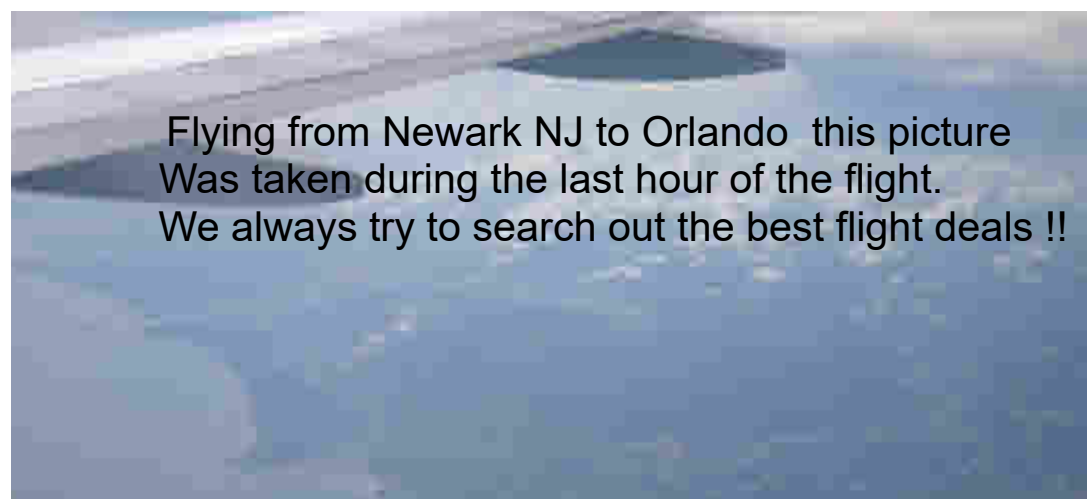 Flying from Newark NJ to Orlando  this picture
Was taken during the last hour of the flight.
We always try to search out the best flight deals !!